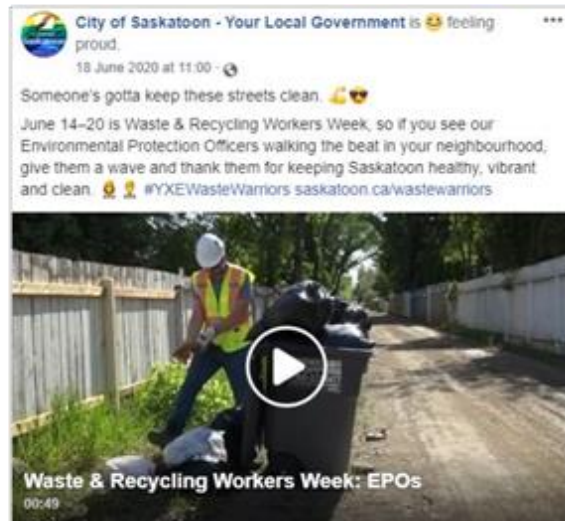 City of Saskatoon - Your Local Government is 😊 feeling
proud.
18 June 2020 at 11:00 ·
Someone's gotta keep these streets clean. 💪😎
June 14–20 is Waste & Recycling Workers Week, so if you see our
Environmental Protection Officers walking the beat in your neighbourhood,
give them a wave and thank them for keeping Saskatoon healthy, vibrant
and clean. #YXEWasteWarriors saskatoon.ca/wastewarriors
Waste & Recycling Workers Week: EPOs
00:49